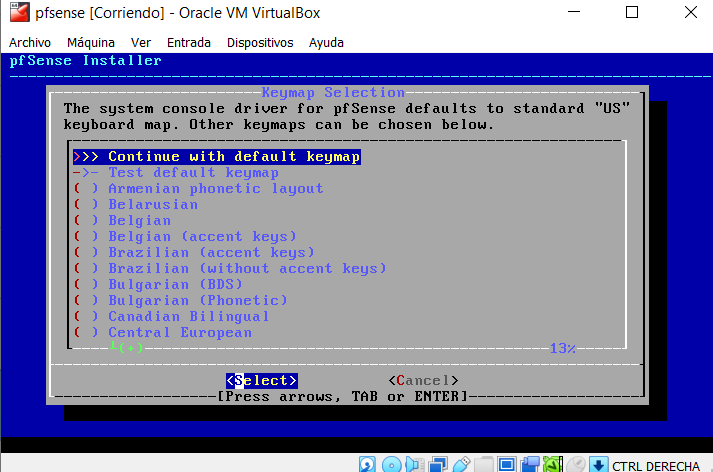 pfsense [Corriendo] - Oracle VM VirtualBox
Archivo Máquina Ver Entrada Dispositivos Ayuda
pfSense Installer
Keymap Selection
The system console driver for pfSense defaults to standard "US"
keyboard map. Other keymaps can be chosen below.
>>> Continue with default keymap
->- Test default keymap
( ) Armenian phonetic layout
( ) Belarusian
( ) Belgian
( ) Belgian (accent keys)
( ) Brazilian (accent keys)
( ) Brazilian (without accent keys)
( ) Bulgarian (BDS)
( ) Bulgarian (Phonetic)
( ) Canadian Bilingual
( ) Central European
└(+) 13%
<Select> <Cancel>
[Press arrows, TAB or ENTER]
CTRL DERECHA